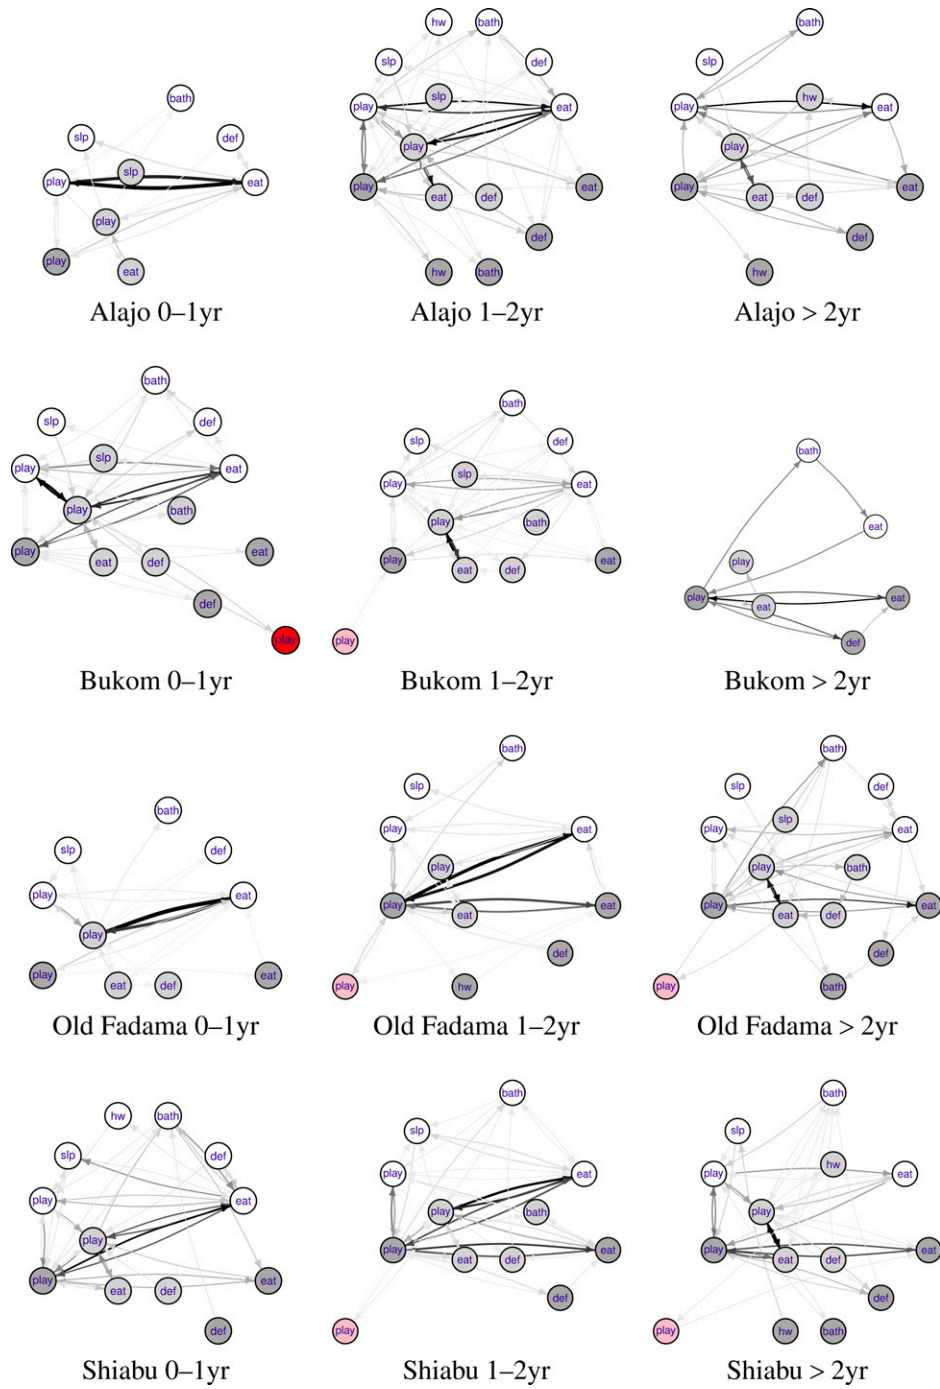 bath
slp def
play slp eat
play
play eat
Alajo 0–1yr
hw bath
slp def
play slp eat
play
play eat def eat
def
hw bath
Alajo 1–2yr
bath
slp
play hw eat
play
play eat def eat
def
hw
Alajo > 2yr
bath
slp def
play slp eat
play bath
play eat def eat
def
play
Bukom 0–1yr
bath
slp def
play slp eat
play bath
play eat def eat
play
Bukom 1–2yr
bath
eat
play
play eat eat
def
Bukom > 2yr
bath
slp def
play eat
play
play eat def eat
Old Fadama 0–1yr
bath
slp
play eat
play
play eat eat
def
play hw
Old Fadama 1–2yr
bath
slp def
slp
play eat
play bath
play eat def eat
def
play bath
Old Fadama > 2yr
hw bath
slp def
play eat
play
play eat def eat
def
Shiabu 0–1yr
bath
slp
play eat
play bath
play eat def eat
def
play
Shiabu 1–2yr
bath
slp
play hw eat
play
play eat def eat
def
play hw bath
Shiabu > 2yr